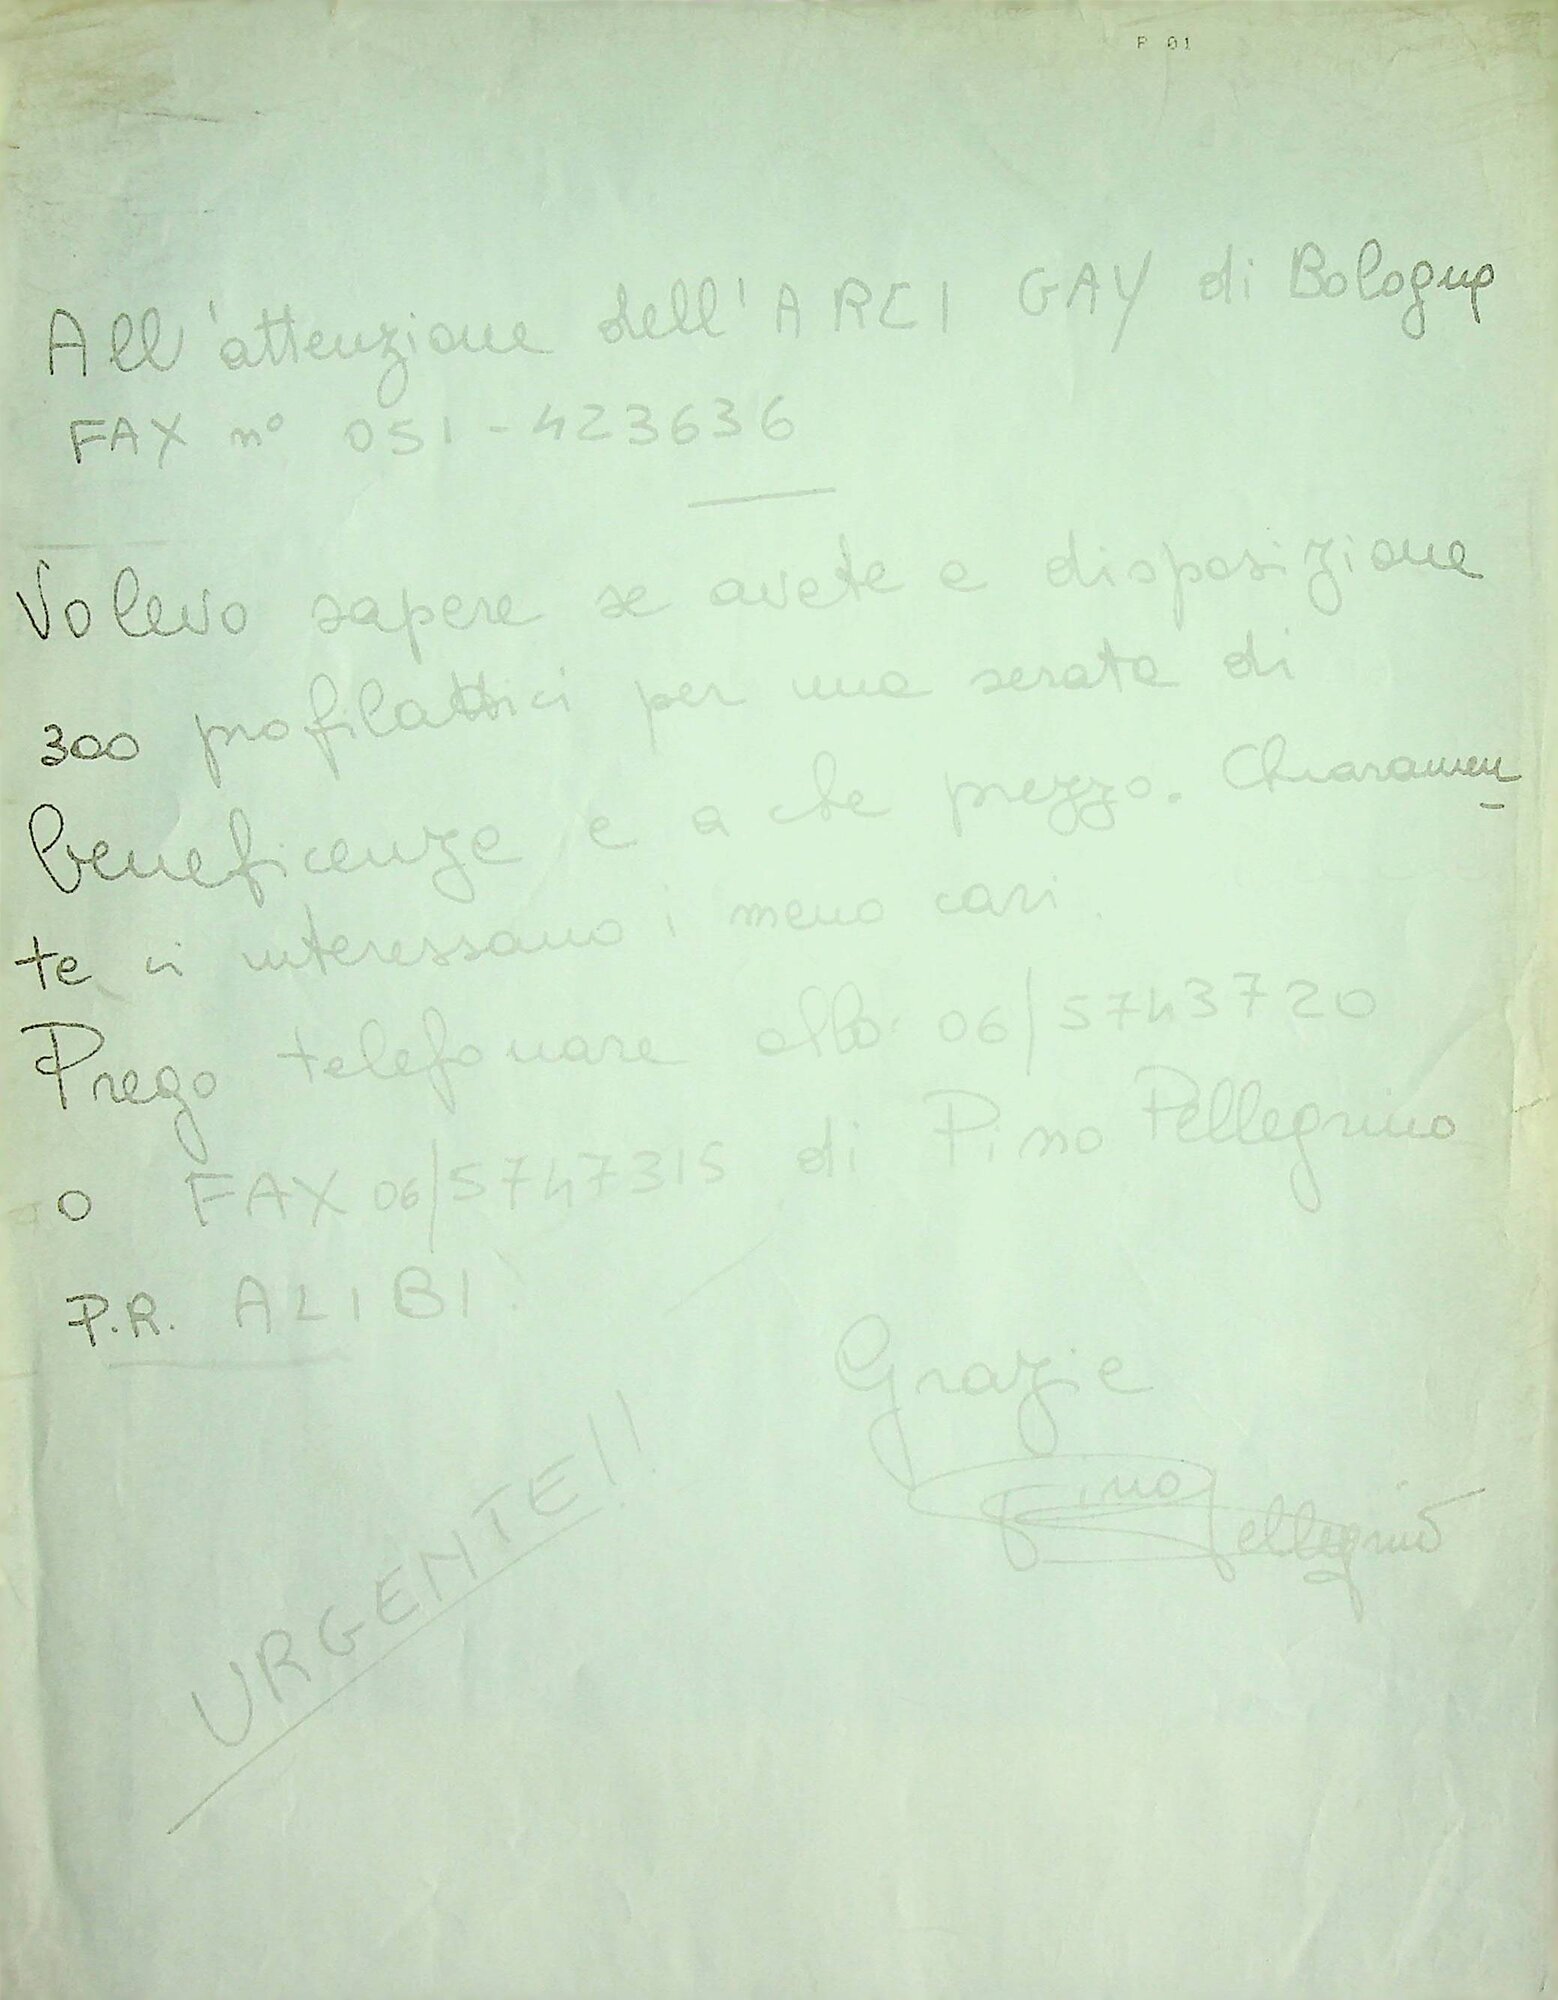 P 01
All'attenzione dell'ARCI GAY di Bologna
FAX n° 051-423636
Volevo sapere se avete a disposizione
300 profilattici per una serata di
beneficenza e a che prezzo. Chiaramen
te ci interessano i meno cari.
Prego telefonare allo: 06/5743720
o FAX 06/5747315 di Pino Pellegrino
P.R. ALIBI
Grazie
Pino Pellegrino
URGENTE!!